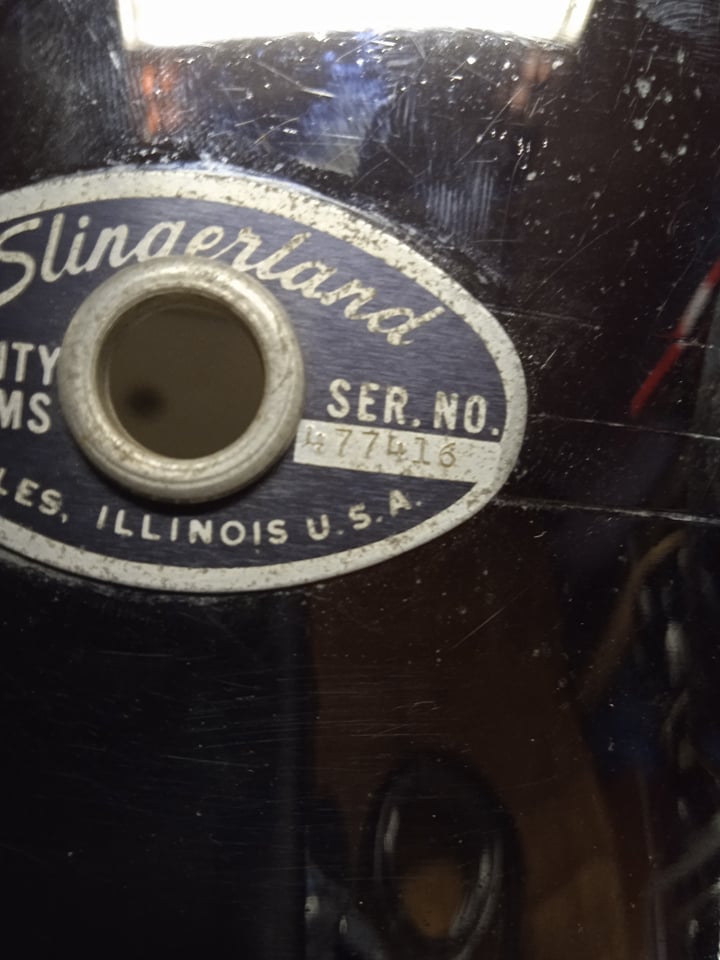 Slingerland
ITY
MS
SER. NO.
477416
LES, ILLINOIS U.S.A.